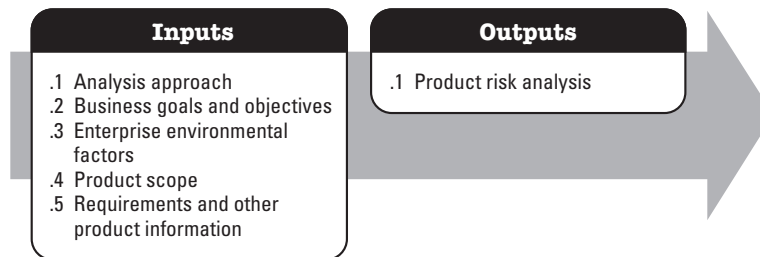 Inputs
.1 Analysis approach
.2 Business goals and objectives
.3 Enterprise environmental
factors
.4 Product scope
.5 Requirements and other
product information
Outputs
.1 Product risk analysis